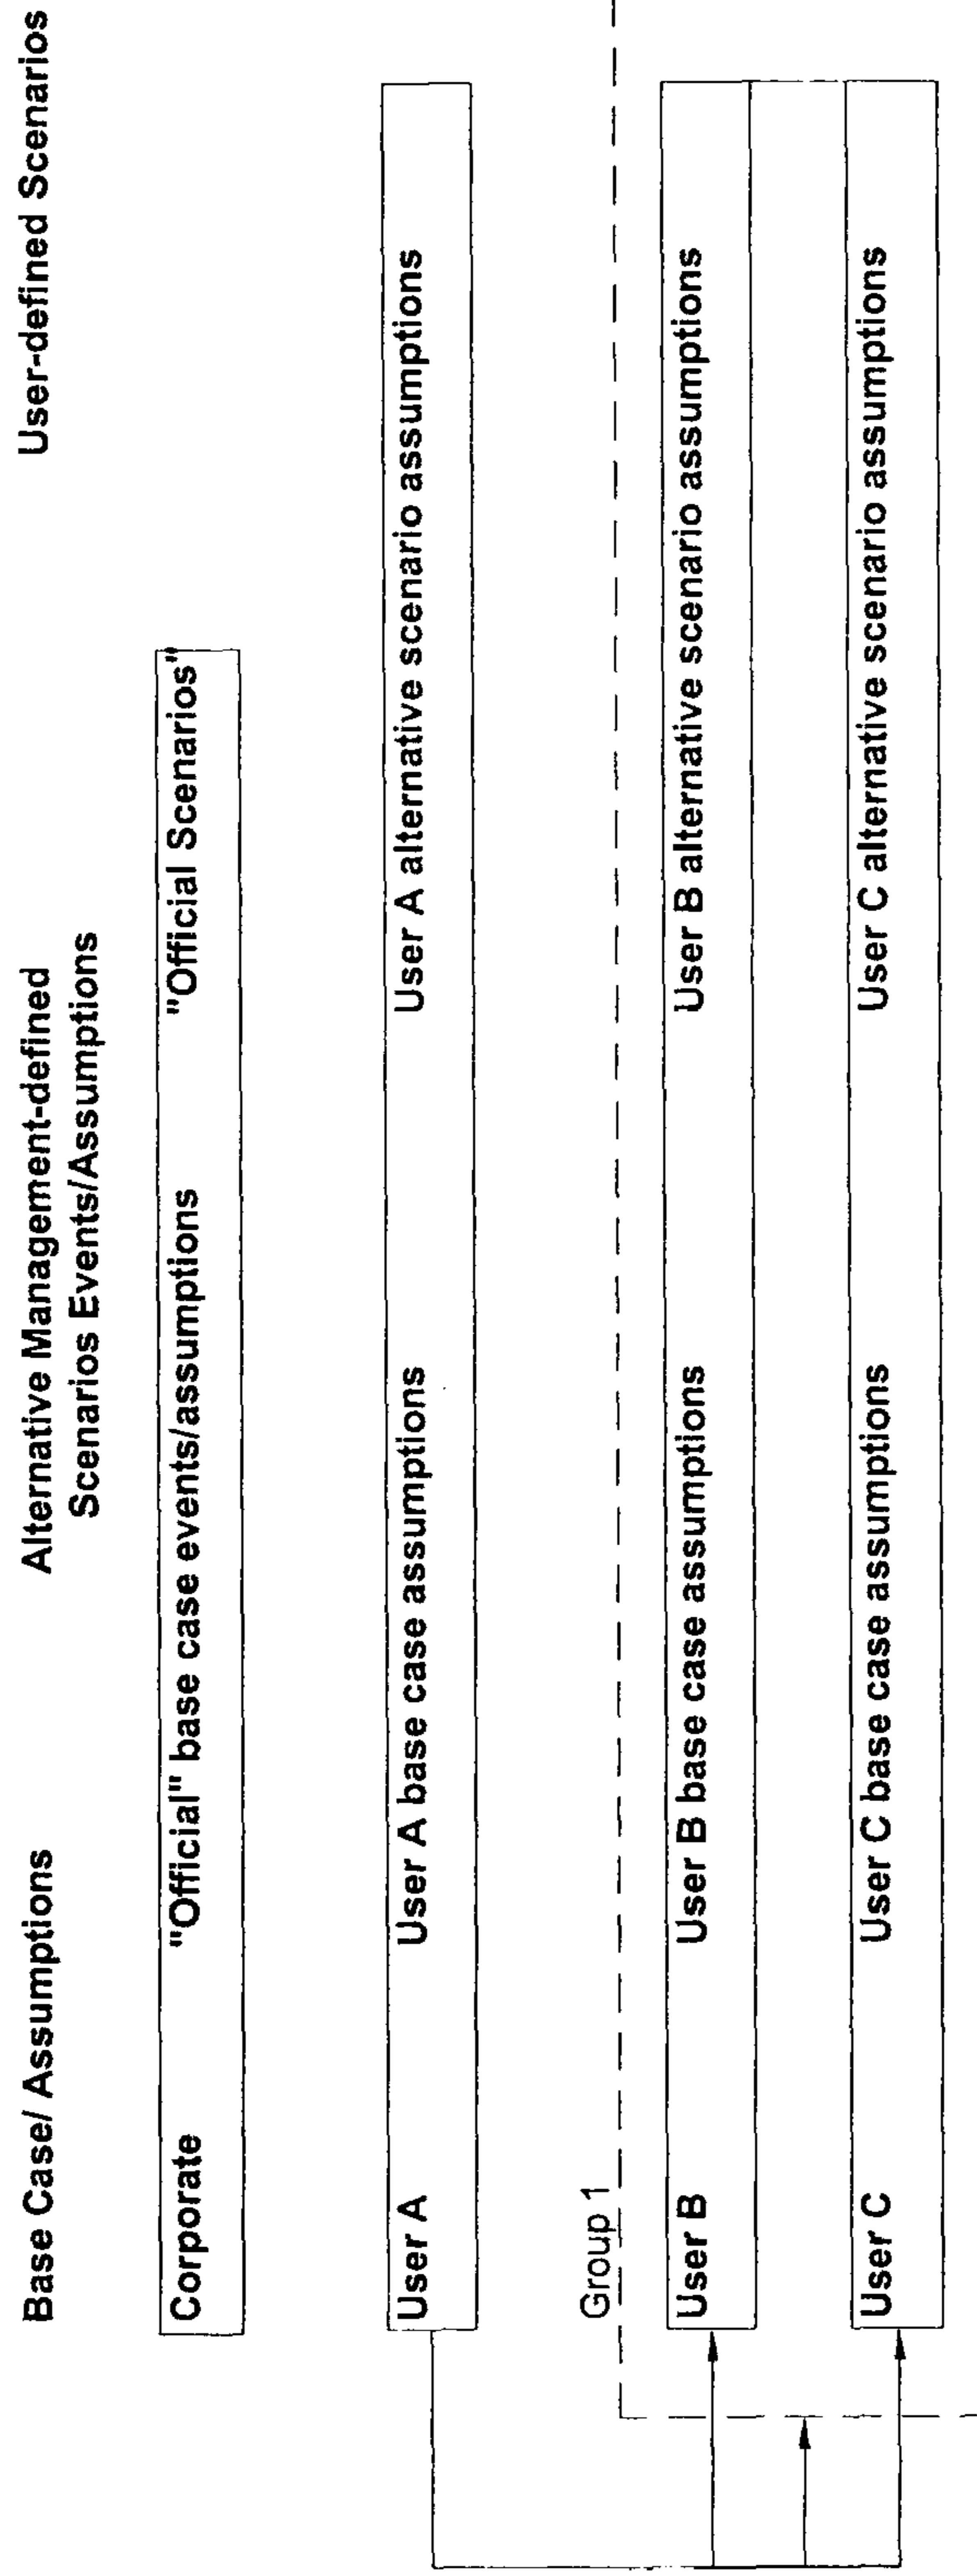 Base Case/ Assumptions
Alternative Management-defined
Scenarios Events/Assumptions
User-defined Scenarios
Corporate
"Official" base case events/assumptions
"Official Scenarios"
User A
User A base case assumptions
User A alternative scenario assumptions
Group 1
User B
User B base case assumptions
User B alternative scenario assumptions
User C
User C base case assumptions
User C alternative scenario assumptions